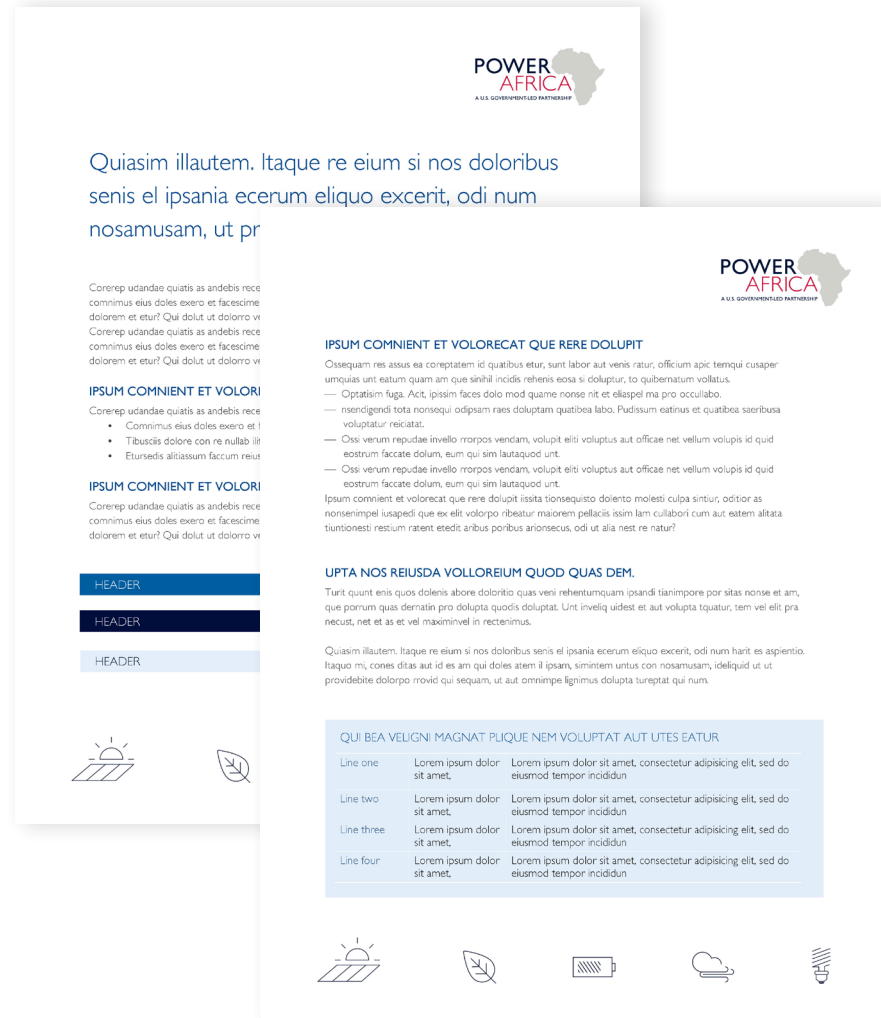 POWER
AFRICA
A U.S. GOVERNMENT-LED PARTNERSHIP
Quiasim illautem. Itaque re eium si nos doloribus
senis el ipsania ecerum eliquo excerit, odi num
nosamusam, ut pr
Corerep udandae quiatis as andebis rece
comnimus eius doles exero et facescime
dolorem et etur? Qui dolut ut dolorro ve
Corerep udandae quiatis as andebis rece
comnimus eius doles exero et facescime
dolorem et etur? Qui dolut ut dolorro ve
IPSUM COMNIENT ET VOLORE
Corerep udandae quiatis as andebis rece
• Comnimus eius doles exero et f
• Tibusciis dolore con re nullab ilit
• Etursedis alitiassum faccum reius
IPSUM COMNIENT ET VOLORE
Corerep udandae quiatis as andebis rece
comnimus eius doles exero et facescime
dolorem et etur? Qui dolut ut dolorro ve
HEADER
HEADER
HEADER
POWER
AFRICA
A U.S. GOVERNMENT-LED PARTNERSHIP
IPSUM COMNIENT ET VOLORECAT QUE RERE DOLUPIT
Ossequam res assus ea coreptatem id quatibus etur, sunt labor aut venis ratur, officium apic temqui cusaper
umquias unt eatum quam am que sinihil incidis rehenis eosa si doluptur, to quibernatum vollatus.
— Optatisim fuga. Acit, ipissim faces dolo mod quame nonse nit et eliaspel ma pro occullabo.
— nsendigendi tota nonsequi odipsam raes doluptam quatibea labo. Pudissum eatinus et quatibea saeribusa
voluptatur reiciatat.
— Ossi verum repudae invello rrorpos vendam, volupit eliti voluptus aut officae net vellum volupis id quid
eostrum faccate dolum, eum qui sim lautaquod unt.
— Ossi verum repudae invello rrorpos vendam, volupit eliti voluptus aut officae net vellum volupis id quid
eostrum faccate dolum, eum qui sim lautaquod unt.
Ipsum comnient et volorecat que rere dolupit iissita tionsequisto dolento molesti culpa sintiur, oditior as
nonsenimpel iusapedi que ex elit volorpo ribeatur maiorem pellaciis issim lam cullabori cum aut eatem alitata
tiuntionesti restium ratent etedit aribus poribus arionsecus, odi ut alia nest re natur?
UPTA NOS REIUSDA VOLLOREIUM QUOD QUAS DEM.
Turit quunt enis quos dolenis abore doloritio quas veni rehentumquam ipsandi tianimpore por sitas nonse et am,
que porrum quas dernatin pro dolupta quodis doluptat. Unt inveliq uidest et aut volupta tquatur, tem vel elit pra
necust, net et as et vel maximinvel in rectenimus.
Quiasim illautem. Itaque re eium si nos doloribus senis el ipsania ecerum eliquo excerit, odi num harit es aspientio.
Itaquo mi, cones ditas aut id es am qui doles atem il ipsam, simintem untus con nosamusam, ideliquid ut ut
providebite dolorpo rrovid qui sequam, ut aut omnimpe lignimus dolupta tureptat qui num.
QUI BEA VELIGNI MAGNAT PLIQUE NEM VOLUPTAT AUT UTES EATUR
Line one Lorem ipsum dolor Lorem ipsum dolor sit amet, consectetur adipisicing elit, sed do
sit amet, eiusmod tempor incididun
Line two Lorem ipsum dolor Lorem ipsum dolor sit amet, consectetur adipisicing elit, sed do
sit amet, eiusmod tempor incididun
Line three Lorem ipsum dolor Lorem ipsum dolor sit amet, consectetur adipisicing elit, sed do
sit amet, eiusmod tempor incididun
Line four Lorem ipsum dolor Lorem ipsum dolor sit amet, consectetur adipisicing elit, sed do
sit amet, eiusmod tempor incididun